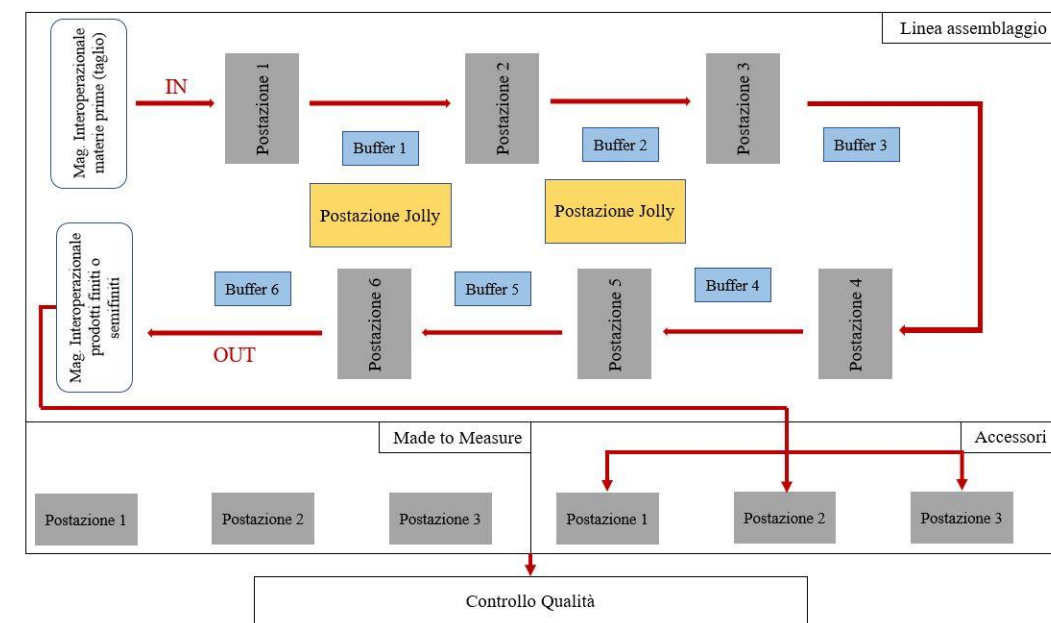 Linea assemblaggio
Mag. Interoperazionale
materie prime (taglio)
IN
Postazione 1
Postazione 2
Postazione 3
Buffer 1
Buffer 2
Buffer 3
Postazione Jolly
Postazione Jolly
Mag. Interoperazionale
prodotti finiti o
semifiniti
Buffer 6
Buffer 5
Buffer 4
OUT
Postazione 6
Postazione 5
Postazione 4
Made to Measure
Accessori
Postazione 1
Postazione 2
Postazione 3
Postazione 1
Postazione 2
Postazione 3
Controllo Qualità